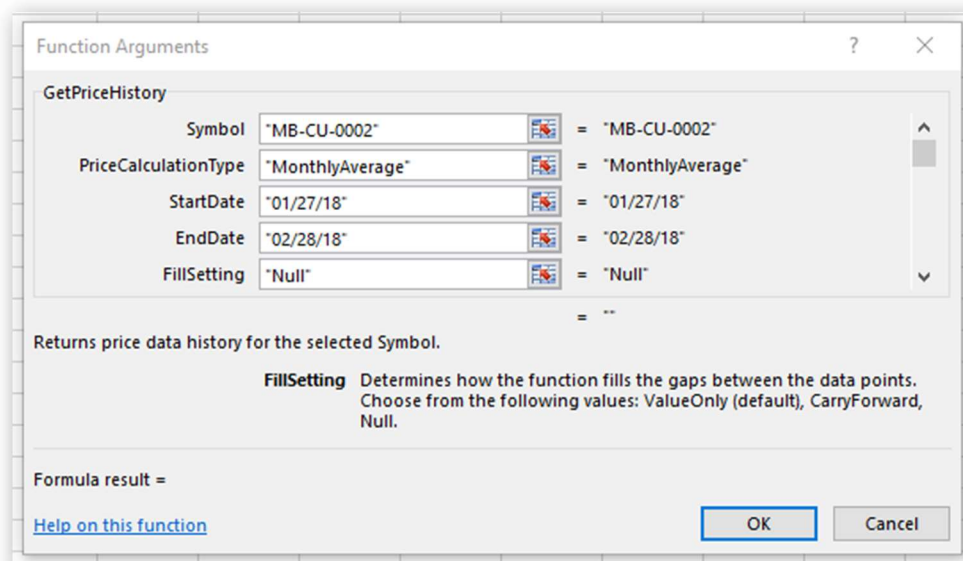 Function Arguments ? ×
GetPriceHistory
Symbol "MB-CU-0002" = "MB-CU-0002"
PriceCalculationType "MonthlyAverage" = "MonthlyAverage"
StartDate "01/27/18" = "01/27/18"
EndDate "02/28/18" = "02/28/18"
FillSetting "Null" = "Null"
= ""
Returns price data history for the selected Symbol.
FillSetting Determines how the function fills the gaps between the data points.
Choose from the following values: ValueOnly (default), CarryForward,
Null.
Formula result =
Help on this function OK Cancel